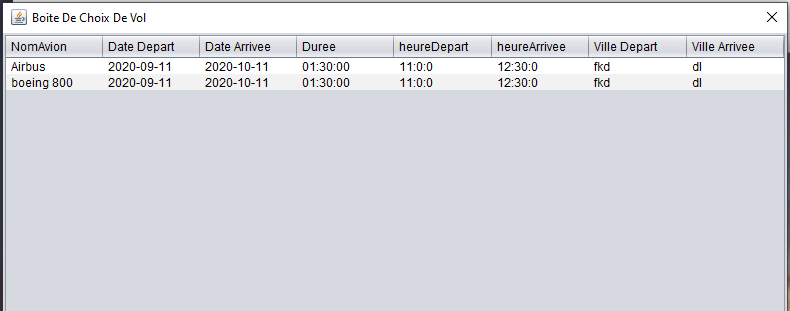 Boite De Choix De Vol
NomAvion Date Depart Date Arrivee Duree heureDepart heureArrivee Ville Depart Ville Arrivee
Airbus 2020-09-11 2020-10-11 01:30:00 11:0:0 12:30:0 fkd dl
boeing 800 2020-09-11 2020-10-11 01:30:00 11:0:0 12:30:0 fkd dl